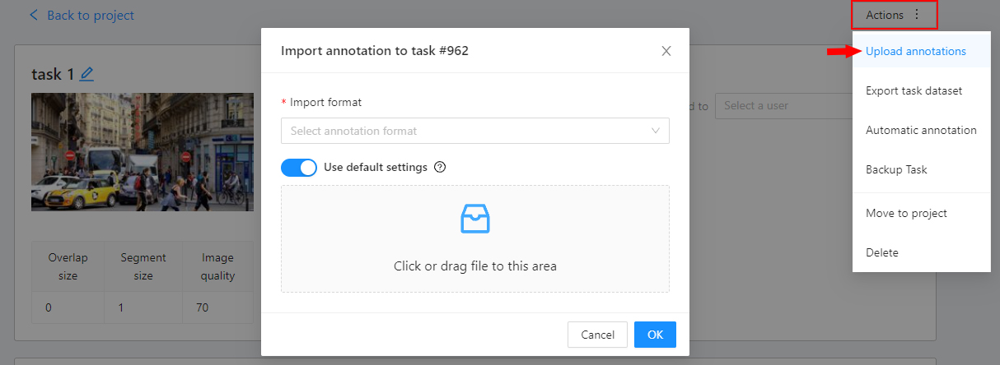 Back to project
Actions
Import annotation to task #962
Upload annotations
task 1
Export task dataset
* Import format
d to
Select a user
Select annotation format
Automatic annotation
Use default settings
Backup Task
Move to project
Overlap size
Segment size
Image quality
Click or drag file to this area
Delete
0
1
70
Cancel
OK